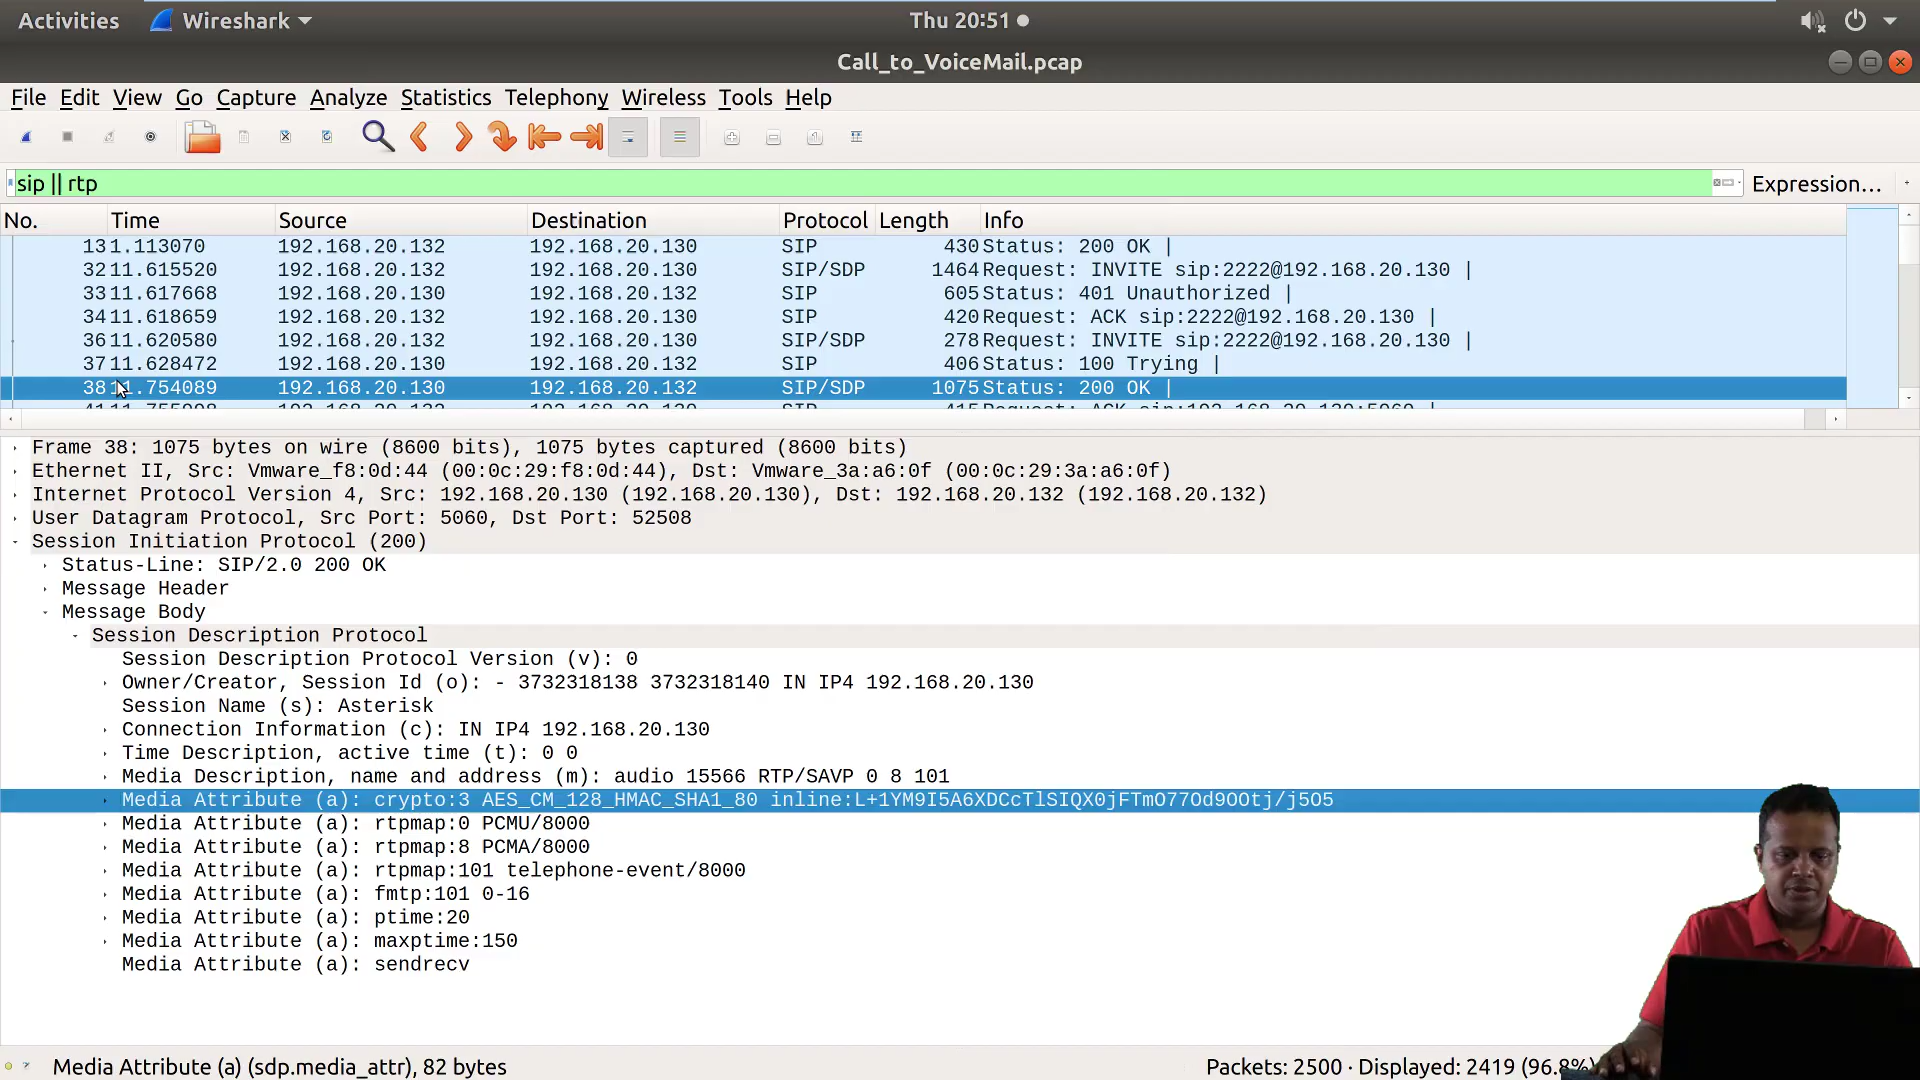 Activities Wireshark Thu 20:51
Call_to_VoiceMail.pcap
File Edit View Go Capture Analyze Statistics Telephony Wireless Tools Help
sip || rtp Expression…
No. Time Source Destination Protocol Length Info
13 1.113070 192.168.20.132 192.168.20.130 SIP 430 Status: 200 OK |
32 11.615520 192.168.20.132 192.168.20.130 SIP/SDP 1464 Request: INVITE sip:2222@192.168.20.130 |
33 11.617668 192.168.20.130 192.168.20.132 SIP 605 Status: 401 Unauthorized |
34 11.618659 192.168.20.132 192.168.20.130 SIP 420 Request: ACK sip:2222@192.168.20.130 |
36 11.620580 192.168.20.132 192.168.20.130 SIP/SDP 278 Request: INVITE sip:2222@192.168.20.130 |
37 11.628472 192.168.20.130 192.168.20.132 SIP 406 Status: 100 Trying |
38 11.754089 192.168.20.130 192.168.20.132 SIP/SDP 1075 Status: 200 OK |
Frame 38: 1075 bytes on wire (8600 bits), 1075 bytes captured (8600 bits)
Ethernet II, Src: Vmware_f8:0d:44 (00:0c:29:f8:0d:44), Dst: Vmware_3a:a6:0f (00:0c:29:3a:a6:0f)
Internet Protocol Version 4, Src: 192.168.20.130 (192.168.20.130), Dst: 192.168.20.132 (192.168.20.132)
User Datagram Protocol, Src Port: 5060, Dst Port: 52508
Session Initiation Protocol (200)
Status-Line: SIP/2.0 200 OK
Message Header
Message Body
Session Description Protocol
Session Description Protocol Version (v): 0
Owner/Creator, Session Id (o): - 3732318138 3732318140 IN IP4 192.168.20.130
Session Name (s): Asterisk
Connection Information (c): IN IP4 192.168.20.130
Time Description, active time (t): 0 0
Media Description, name and address (m): audio 15566 RTP/SAVP 0 8 101
Media Attribute (a): crypto:3 AES_CM_128_HMAC_SHA1_80 inline:L+1YM9I5A6XDCcTlSIQX0jFTmO77Od9OOtj/j5O5
Media Attribute (a): rtpmap:0 PCMU/8000
Media Attribute (a): rtpmap:8 PCMA/8000
Media Attribute (a): rtpmap:101 telephone-event/8000
Media Attribute (a): fmtp:101 0-16
Media Attribute (a): ptime:20
Media Attribute (a): maxptime:150
Media Attribute (a): sendrecv
Media Attribute (a) (sdp.media_attr), 82 bytes Packets: 2500 · Displayed: 2419 (96.8%)